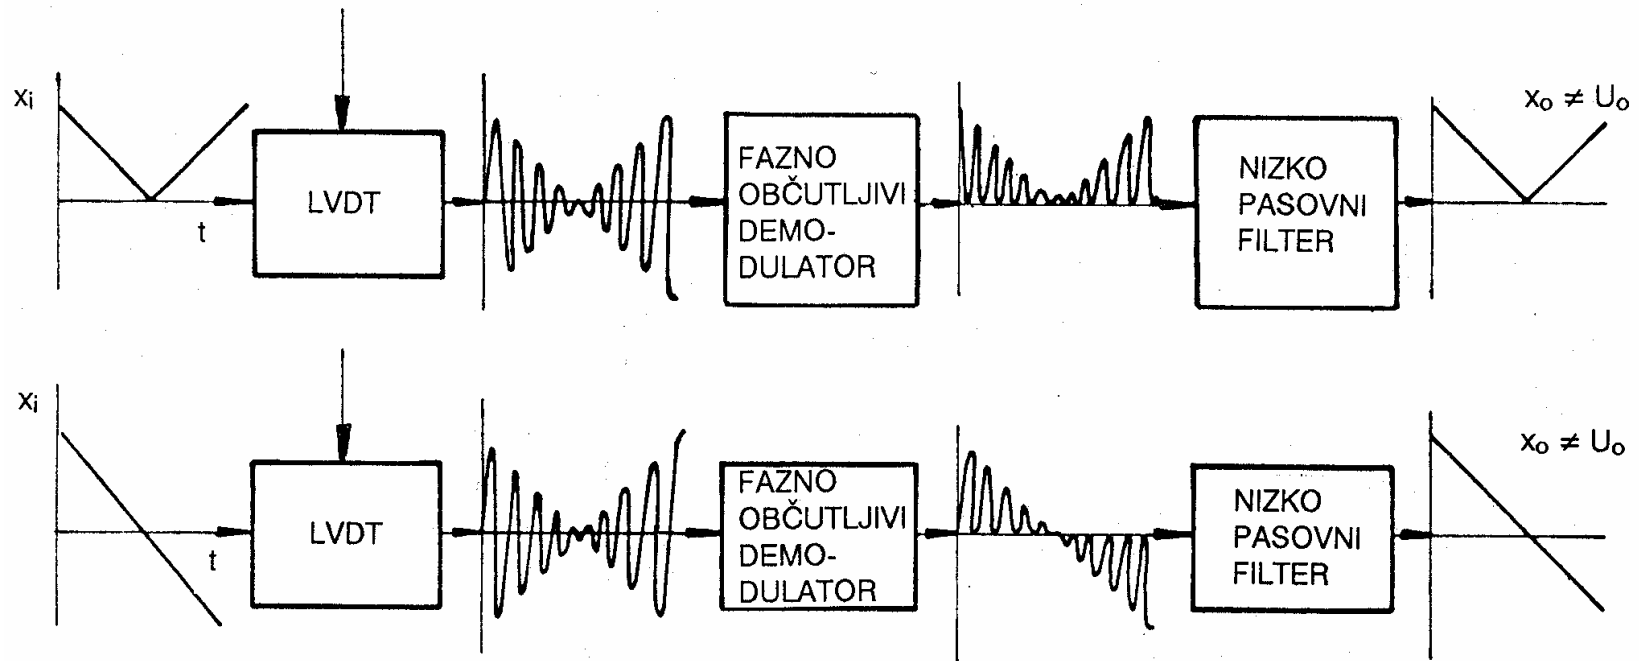 xi
t
LVDT
FAZNO
OBČUTLJIVI
DEMO-
DULATOR
NIZKO
PASOVNI
FILTER
xo ≠ Uo
xi
t
LVDT
FAZNO
OBČUTLJIVI
DEMO-
DULATOR
NIZKO
PASOVNI
FILTER
xo ≠ Uo